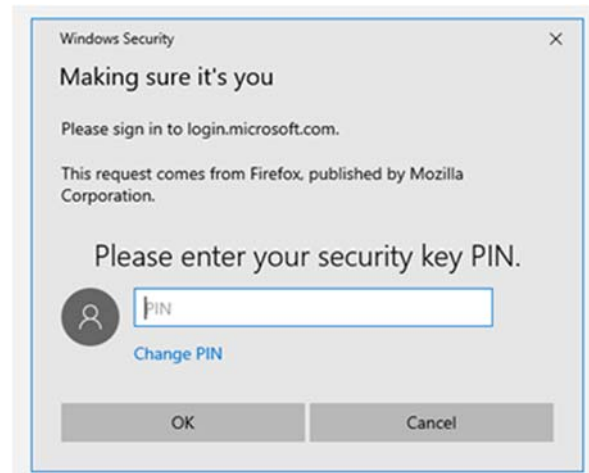 Windows Security
Making sure it's you
Please sign in to login.microsoft.com.
This request comes from Firefox, published by Mozilla
Corporation.
Please enter your security key PIN.
PIN
Change PIN
OK Cancel